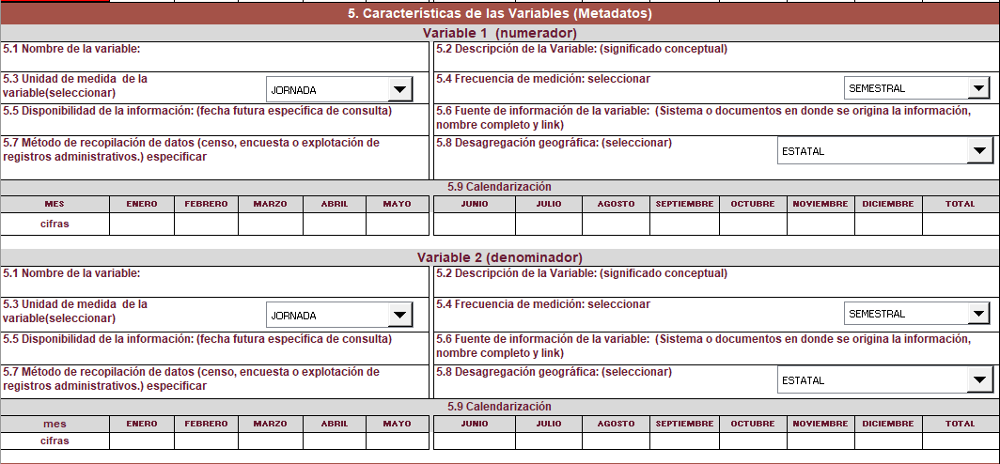 5. Características de las Variables (Metadatos)
Variable 1 (numerador)
5.1 Nombre de la variable:
5.2 Descripción de la Variable: (significado conceptual)
5.3 Unidad de medida de la
variable(seleccionar)
JORNADA
5.4 Frecuencia de medición: seleccionar
SEMESTRAL
5.5 Disponibilidad de la información: (fecha futura específica de consulta)
5.6 Fuente de información de la variable: (Sistema o documentos en donde se origina la información,
nombre completo y link)
5.7 Método de recopilación de datos (censo, encuesta o explotación de
registros administrativos.) especificar
5.8 Desagregación geográfica: (seleccionar)
ESTATAL
5.9 Calendarización
MES ENERO FEBRERO MARZO ABRIL MAYO JUNIO JULIO AGOSTO SEPTIEMBRE OCTUBRE NOVIEMBRE DICIEMBRE TOTAL
cifras
Variable 2 (denominador)
5.1 Nombre de la variable:
5.2 Descripción de la Variable: (significado conceptual)
5.3 Unidad de medida de la
variable(seleccionar)
JORNADA
5.4 Frecuencia de medición: seleccionar
SEMESTRAL
5.5 Disponibilidad de la información: (fecha futura específica de consulta)
5.6 Fuente de información de la variable: (Sistema o documentos en donde se origina la información,
nombre completo y link)
5.7 Método de recopilación de datos (censo, encuesta o explotación de
registros administrativos.) especificar
5.8 Desagregación geográfica: (seleccionar)
ESTATAL
5.9 Calendarización
mes ENERO FEBRERO MARZO ABRIL MAYO JUNIO JULIO AGOSTO SEPTIEMBRE OCTUBRE NOVIEMBRE DICIEMBRE TOTAL
cifras